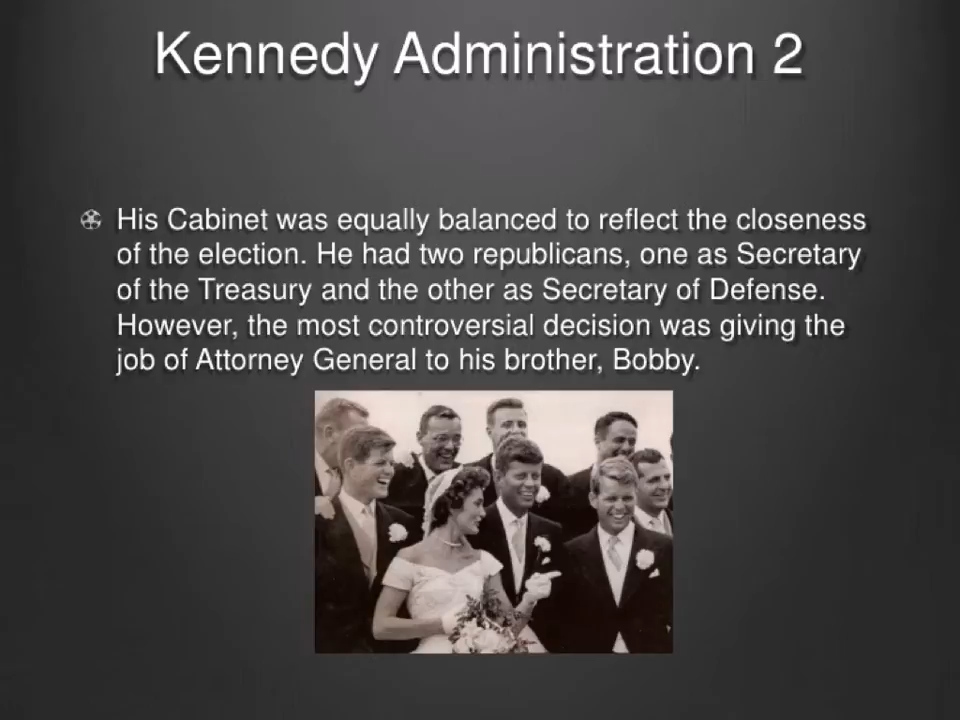 Kennedy Administration 2
His Cabinet was equally balanced to reflect the closeness
of the election. He had two republicans, one as Secretary
of the Treasury and the other as Secretary of Defense.
However, the most controversial decision was giving the
job of Attorney General to his brother, Bobby.